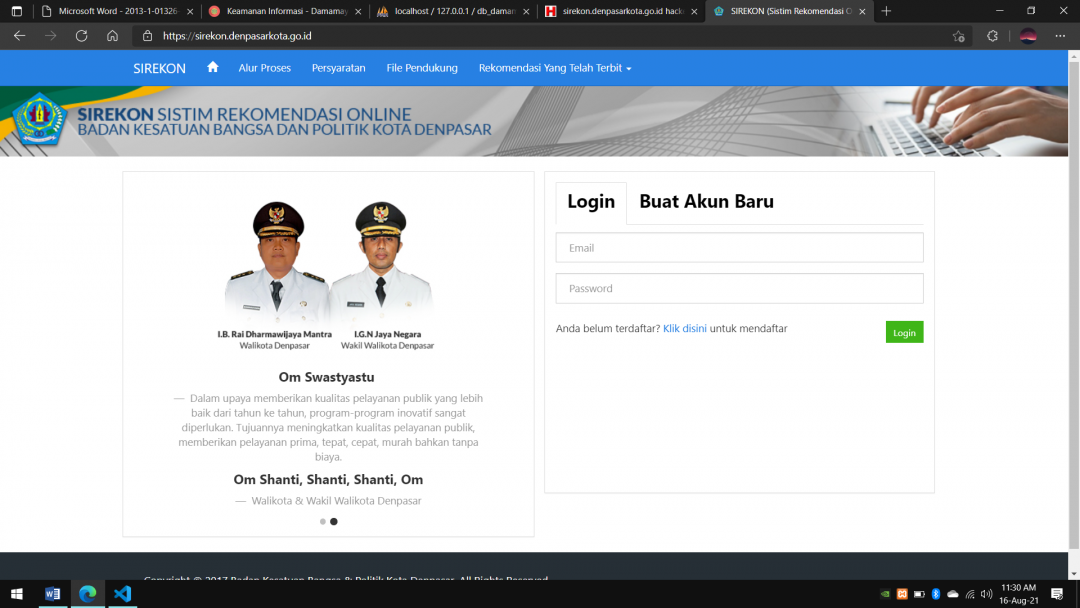 Microsoft Word - 2013-1-01326-
Keamanan Informasi - Damamay
localhost / 127.0.0.1 / db_daman
sirekon.denpasarkota.go.id hack
SIREKON (Sistim Rekomendasi O
https://sirekon.denpasarkota.go.id
SIREKON
Alur Proses
Persyaratan
File Pendukung
Rekomendasi Yang Telah Terbit
SIREKON SISTIM REKOMENDASI ONLINE
BADAN KESATUAN BANGSA DAN POLITIK KOTA DENPASAR
I.B. Rai Dharmawijaya Mantra
Walikota Denpasar
I.G.N Jaya Negara
Wakil Walikota Denpasar
Om Swastyastu
— Dalam upaya memberikan kualitas pelayanan publik yang lebih
baik dari tahun ke tahun, program-program inovatif sangat
diperlukan. Tujuannya meningkatkan kualitas pelayanan publik,
memberikan pelayanan prima, tepat, cepat, murah bahkan tanpa
biaya.
Om Shanti, Shanti, Shanti, Om
— Walikota & Wakil Walikota Denpasar
Login
Buat Akun Baru
Email
Password
Anda belum terdaftar? Klik disini untuk mendaftar
Login
Copyright © 2017 Badan Kesatuan Bangsa & Politik Kota Denpasar. All Rights Reserved
11:30 AM
16-Aug-21